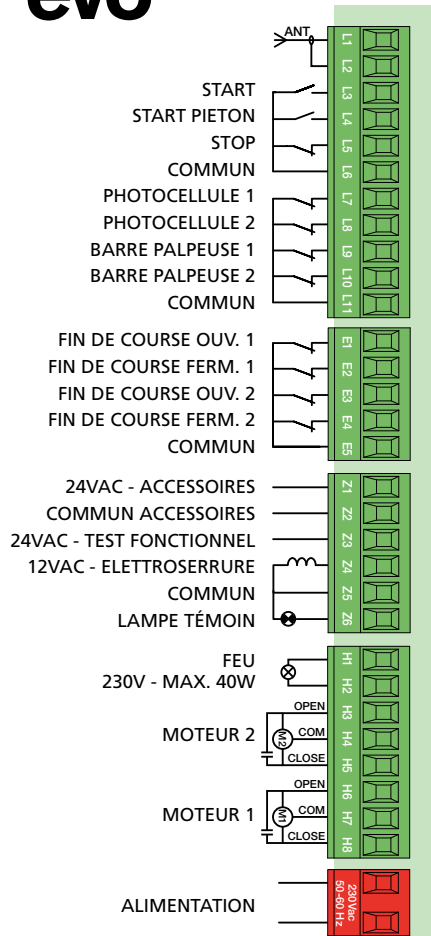 evo
ANT L1
L2
START L3
START PIETON L4
STOP L5
COMMUN L6
PHOTOCELLULE 1 L7
PHOTOCELLULE 2 L8
BARRE PALPEUSE 1 L9
BARRE PALPEUSE 2 L10
COMMUN L11
FIN DE COURSE OUV. 1 E1
FIN DE COURSE FERM. 1 E2
FIN DE COURSE OUV. 2 E3
FIN DE COURSE FERM. 2 E4
COMMUN E5
24VAC - ACCESSOIRES Z1
COMMUN ACCESSOIRES Z2
24VAC - TEST FONCTIONNEL Z3
12VAC - ELETTROSERRURE Z4
COMMUN Z5
LAMPE TÉMOIN Z6
FEU H1
230V - MAX. 40W H2
OPEN H3
MOTEUR 2 M2 COM H4
CLOSE H5
OPEN H6
MOTEUR 1 M1 COM H7
CLOSE H8
ALIMENTATION
230Vac
50-60 Hz